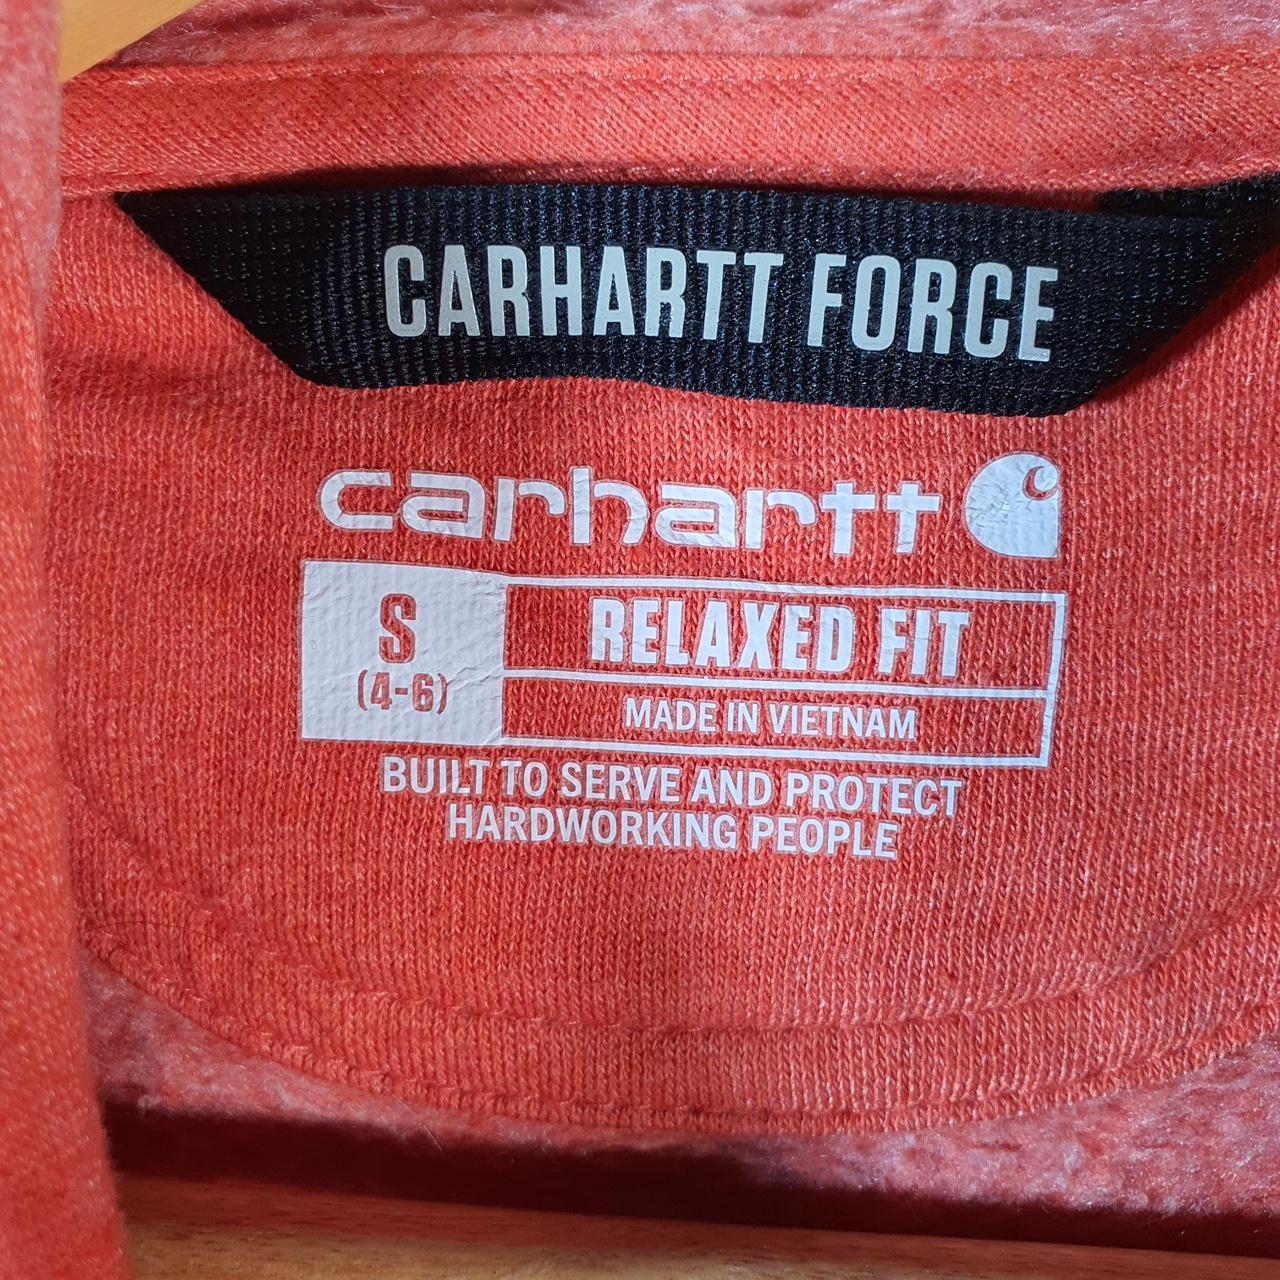 CARHARTT FORCE
carhartt
S
(4-6)
RELAXED FIT
MADE IN VIETNAM
BUILT TO SERVE AND PROTECT
HARDWORKING PEOPLE